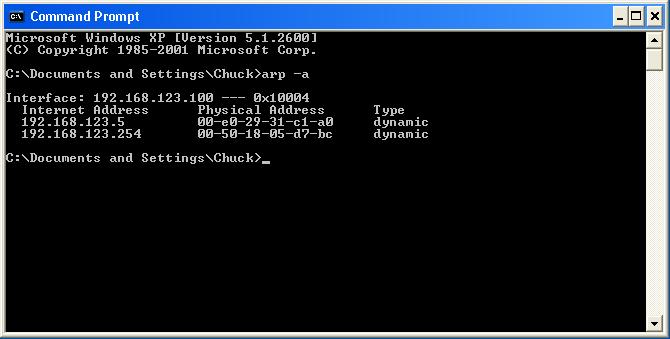 Command Prompt
Microsoft Windows XP [Version 5.1.2600]
(C) Copyright 1985-2001 Microsoft Corp.
C:\Documents and Settings\Chuck>arp -a
Interface: 192.168.123.100 --- 0x10004
Internet Address Physical Address Type
192.168.123.5 00-e0-29-31-c1-a0 dynamic
192.168.123.254 00-50-18-05-d7-bc dynamic
C:\Documents and Settings\Chuck>_